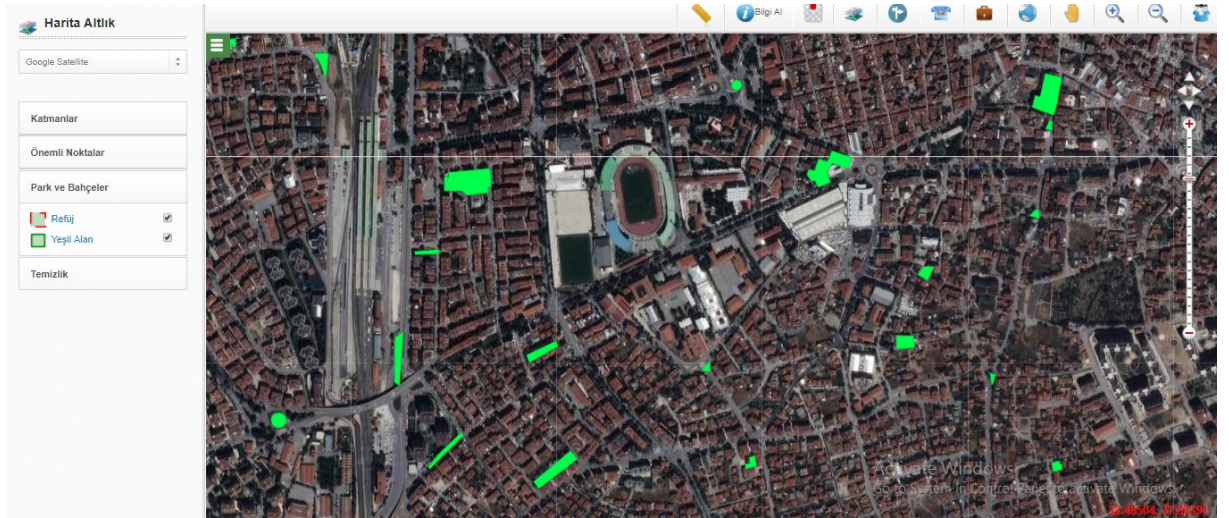 Harita Altlık
Bilgi Al
Google Satellite
Katmanlar
Önemli Noktalar
Park ve Bahçeler
Refüj
Yeşil Alan
Temizlik
Activate Windows
Go to System in Control Panel to activate Windows.